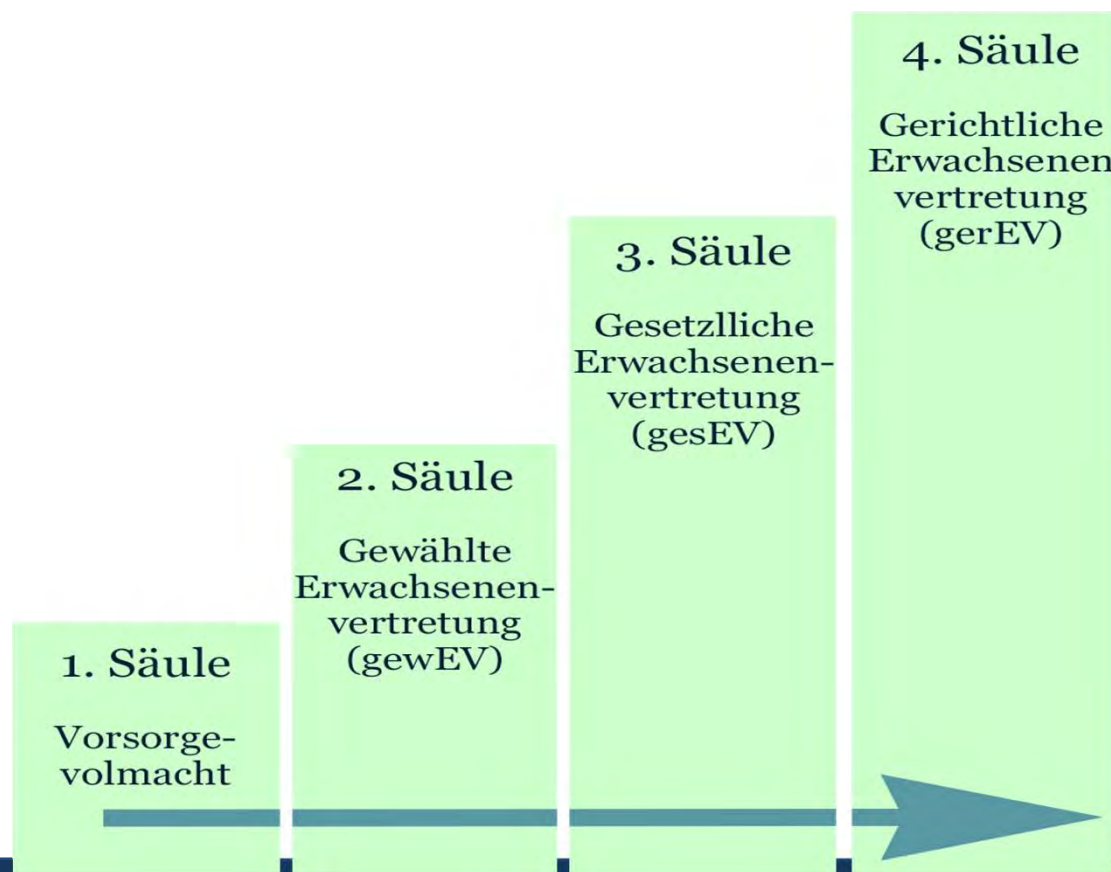 1. Säule
Vorsorge-
volmacht
2. Säule
Gewählte
Erwachsenen-
vertretung
(gewEV)
3. Säule
Gesetzlliche
Erwachsenen-
vertretung
(gesEV)
4. Säule
Gerichtliche
Erwachsenen
vertretung
(gerEV)